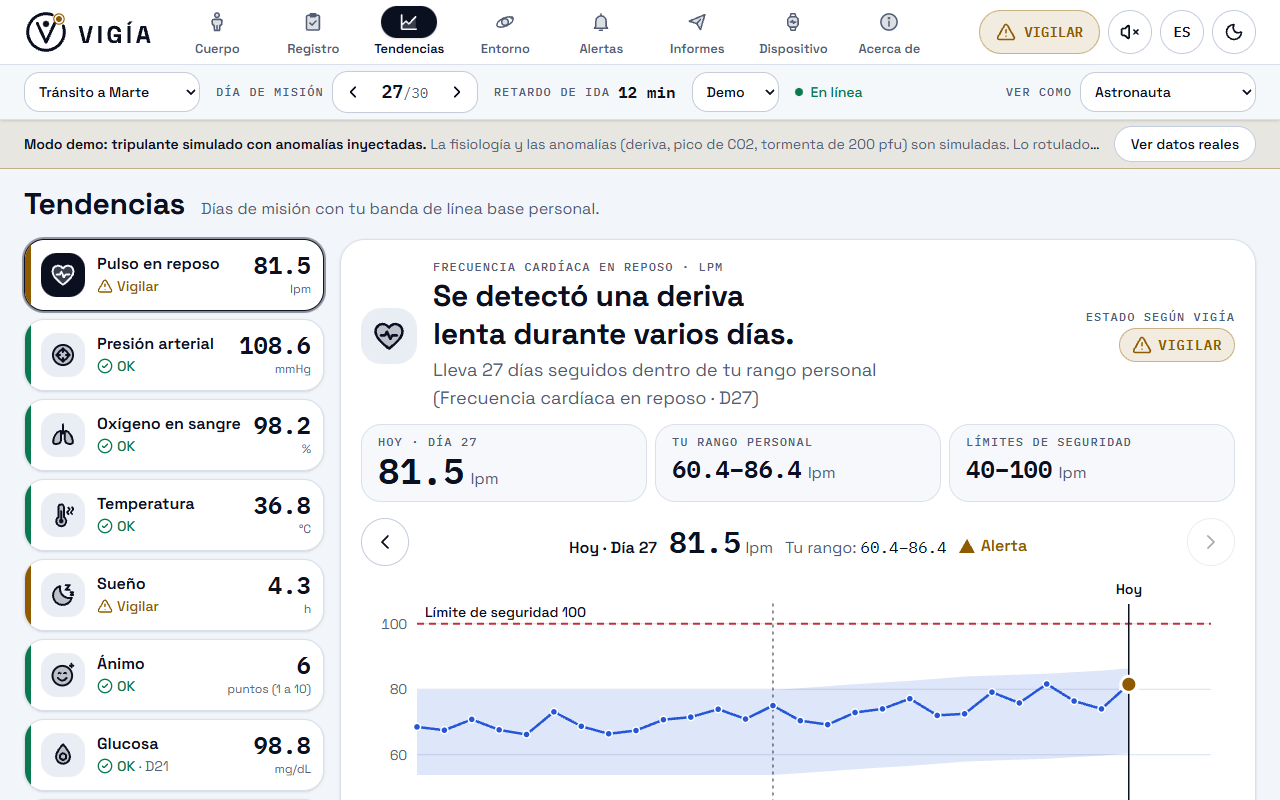 VIGÍA
Cuerpo
Registro
Tendencias
Entorno
Alertas
Informes
Dispositivo
Acerca de
VIGILAR
ES
Tránsito a Marte
DÍA DE MISIÓN
27/30
RETARDO DE IDA 12 min
Demo
En línea
VER COMO
Astronauta
Modo demo: tripulante simulado con anomalías inyectadas. La fisiología y las anomalías (deriva, pico de CO2, tormenta de 200 pfu) son simuladas. Lo rotulado…
Ver datos reales
Tendencias
Días de misión con tu banda de línea base personal.
Pulso en reposo
81.5
Vigilar
lpm
Presión arterial
108.6
OK
mmHg
Oxígeno en sangre
98.2
OK
%
Temperatura
36.8
OK
°C
Sueño
4.3
Vigilar
h
Ánimo
6
OK
puntos (1 a 10)
Glucosa
98.8
OK · D21
mg/dL
FRECUENCIA CARDÍACA EN REPOSO · LPM
Se detectó una deriva
lenta durante varios días.
Lleva 27 días seguidos dentro de tu rango personal
(Frecuencia cardíaca en reposo · D27)
ESTADO SEGÚN VIGÍA
VIGILAR
HOY · DÍA 27
81.5 lpm
TU RANGO PERSONAL
60.4–86.4 lpm
LÍMITES DE SEGURIDAD
40–100 lpm
Hoy · Día 27 81.5 lpm Tu rango: 60.4–86.4 Alerta
Hoy
Límite de seguridad 100
100
80
60